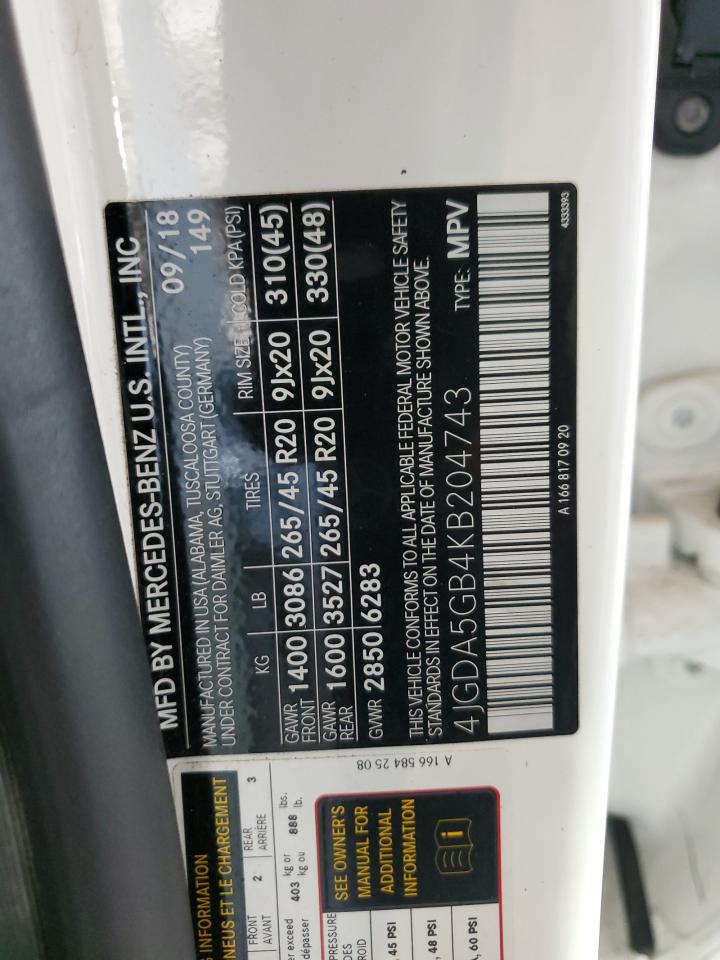 MFD BY MERCEDES-BENZ U.S. INTL., INC
09/18
MANUFACTURED IN USA (ALABAMA, TUSCALOOSA COUNTY) 149
UNDER CONTRACT FOR DAIMLER AG, STUTTGART (GERMANY)
KG LB TIRES RIM SIZE COLD KPA (PSI)
GAWR FRONT 1400 3086 265/45 R20 9Jx20 310(45)
GAWR REAR 1600 3527 265/45 R20 9Jx20 330(48)
GVWR 2850 6283
THIS VEHICLE CONFORMS TO ALL APPLICABLE FEDERAL MOTOR VEHICLE SAFETY
STANDARDS IN EFFECT ON THE DATE OF MANUFACTURE SHOWN ABOVE.
4JGDA5GB4KB204743 TYPE: MPV
A 166 817 09 20 4333393
A 166 584 25 08
INFORMATION
NEUS ET LE CHARGEMENT
FRONT 2 REAR 3
AVANT ARRIÈRE
exceed 403 kg or 888 lbs.
dépasser kg ou lb.
PRESSURE
45 PSI
48 PSI
60 PSI
SEE OWNER'S
MANUAL FOR
ADDITIONAL
INFORMATION